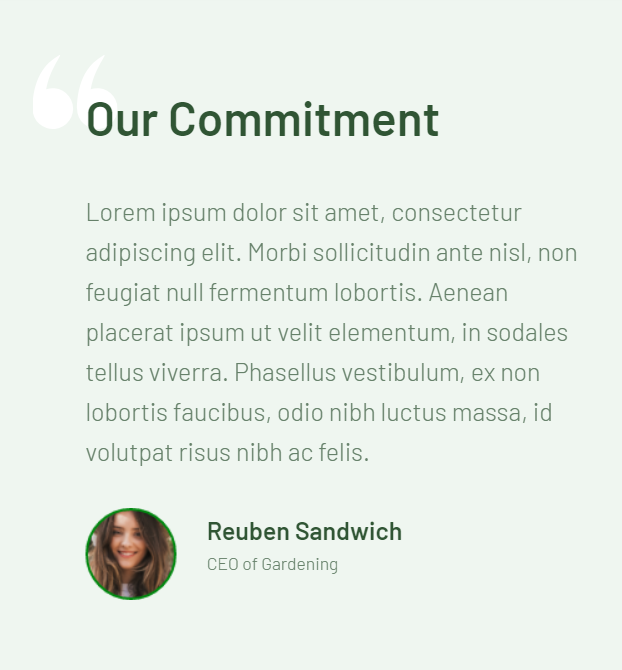 “
Our Commitment
Lorem ipsum dolor sit amet, consectetur
adipiscing elit. Morbi sollicitudin ante nisl, non
feugiat null fermentum lobortis. Aenean
placerat ipsum ut velit elementum, in sodales
tellus viverra. Phasellus vestibulum, ex non
lobortis faucibus, odio nibh luctus massa, id
volutpat risus nibh ac felis.
Reuben Sandwich
CEO of Gardening